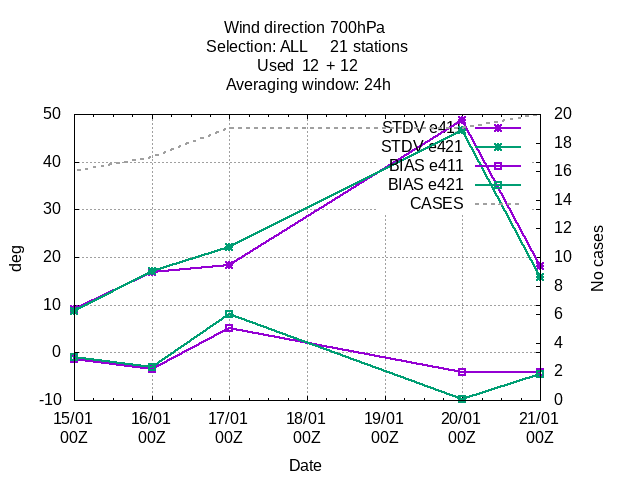 Wind direction 700hPa
Selection: ALL 21 stations
Used 12 + 12
Averaging window: 24h
50
40
30
20
10
0
-10
deg
20
18
16
14
12
10
8
6
4
2
0
No cases
STDV e411
STDV e421
BIAS e411
BIAS e421
CASES
15/01 16/01 17/01 18/01 19/01 20/01 21/01
00Z 00Z 00Z 00Z 00Z 00Z 00Z
Date